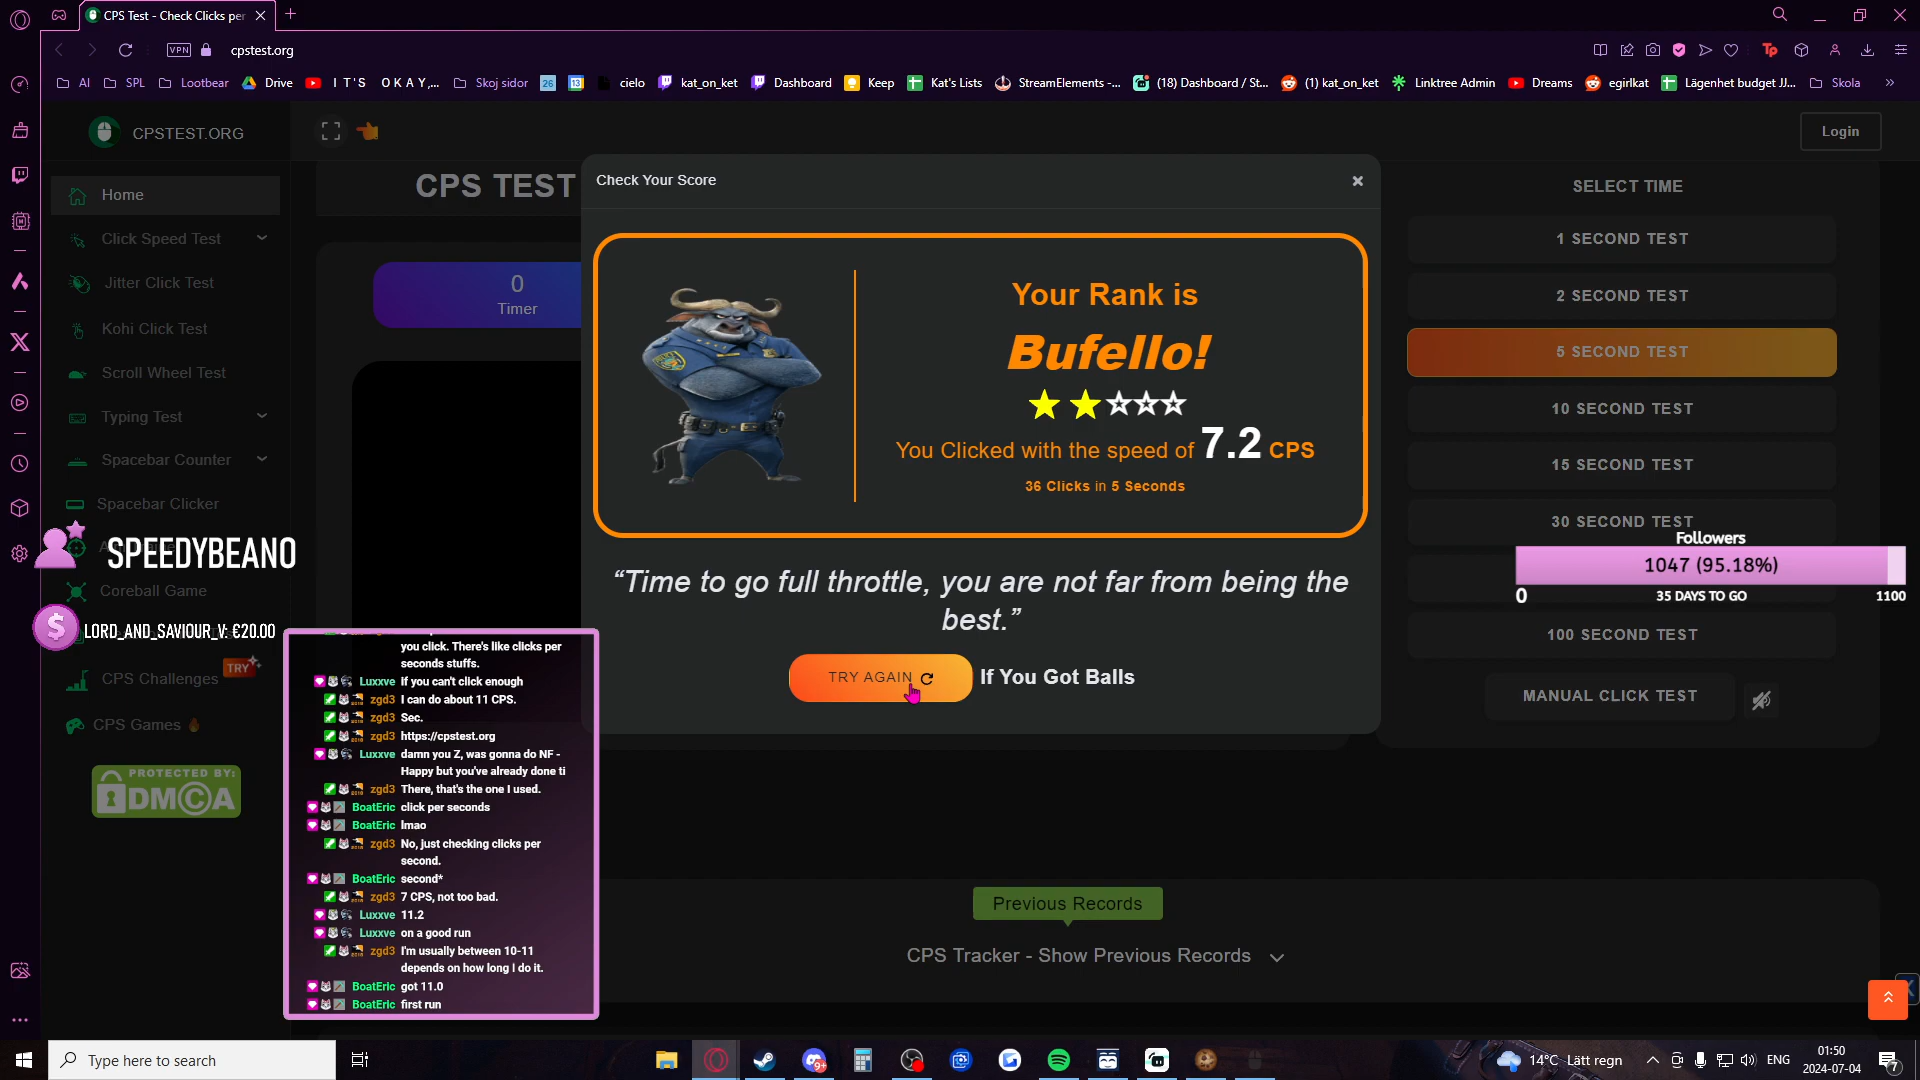 CPS Test - Check Clicks per
VPN
cpstest.org
AI
SPL
Lootbear
Drive
I T ' S   O K A Y ,...
Skoj sidor
26
13
cielo
kat_on_ket
Dashboard
Keep
Kat's Lists
StreamElements -...
(18) Dashboard / St...
(1) kat_on_ket
Linktree Admin
Dreams
egirlkat
Lägenhet budget JJ...
Skola
CPSTEST.ORG
Login
Home
Click Speed Test
Jitter Click Test
Kohi Click Test
Scroll Wheel Test
Typing Test
Spacebar Counter
Spacebar Clicker
Coreball Game
CPS Challenges
TRY
CPS Games
PROTECTED BY:
DMCA
SPEEDYBEANO
LORD_AND_SAVIOUR_V: €20.00
CPS TEST
0
Timer
Check Your Score
Your Rank is
Bufello!
You Clicked with the speed of 7.2 CPS
36 Clicks in 5 Seconds
“Time to go full throttle, you are not far from being the
best.”
TRY AGAIN
If You Got Balls
SELECT TIME
1 SECOND TEST
2 SECOND TEST
5 SECOND TEST
10 SECOND TEST
15 SECOND TEST
30 SECOND TEST
Followers
1047 (95.18%)
0
35 DAYS TO GO
1100
100 SECOND TEST
MANUAL CLICK TEST
you click. There's like clicks per
seconds stuffs.
Luxxve If you can't click enough
zgd3 I can do about 11 CPS.
zgd3 Sec.
zgd3 https://cpstest.org
Luxxve damn you Z, was gonna do NF -
Happy but you've already done ti
zgd3 There, that's the one I used.
BoatEric click per seconds
BoatEric lmao
zgd3 No, just checking clicks per
second.
BoatEric second*
zgd3 7 CPS, not too bad.
Luxxve 11.2
Luxxve on a good run
zgd3 I'm usually between 10-11
depends on how long I do it.
BoatEric got 11.0
BoatEric first run
Previous Records
CPS Tracker - Show Previous Records
Type here to search
9+
14°C Lätt regn
ENG
01:50
2024-07-04
7